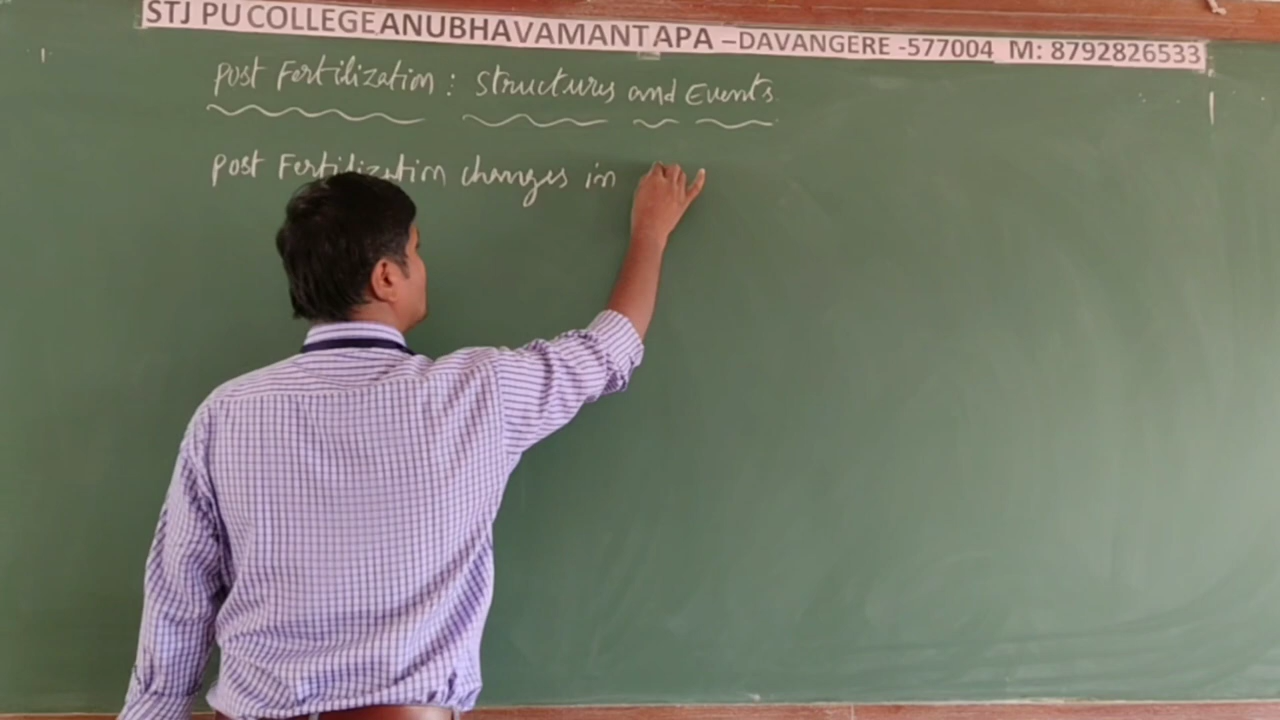 STJ PU COLLEGE ANUBHAVAMANTAPA –DAVANGERE -577004 M: 8792826533
Post Fertilization : Structures and Events
Post Fertilization changes in